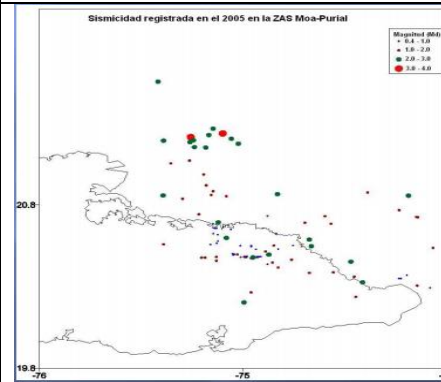 Sismicidad registrada en el 2005 en la ZAS Moa-Purial
Magnitud (Md)
0.4 - 1.0
1.0 - 2.0
2.0 - 3.0
3.0 - 4.0
20.8
19.8
-76
-75